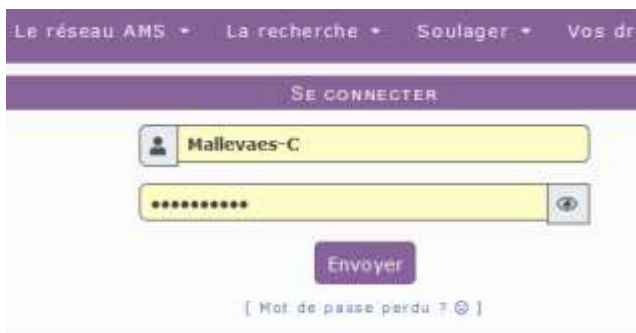 Le réseau AMS La recherche Soulager Vos dr
SE CONNECTER
Mallevaes-C
••••••••••
Envoyer
[ Mot de passe perdu ? ☹ ]